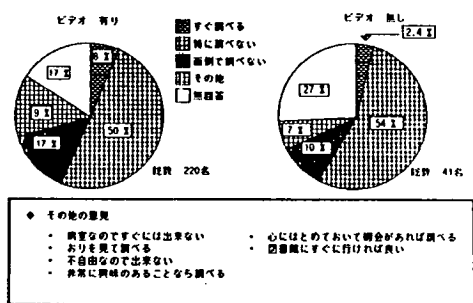 ビデオ 有り
すぐ調べる
特に調べない
面倒で調べない
その他
無回答
17%
8%
9%
17%
50%
総数 220名
ビデオ 無し
2.4%
27%
7%
10%
54%
総数 41名
◆ その他の意見
・ 病室なのですぐには出来ない
・ おりを見て調べる
・ 不自由なので出来ない
・ 非常に興味のあることなら調べる
・ 心にはとめておいて機会があれば調べる
・ 図書館にすぐに行ければ良い